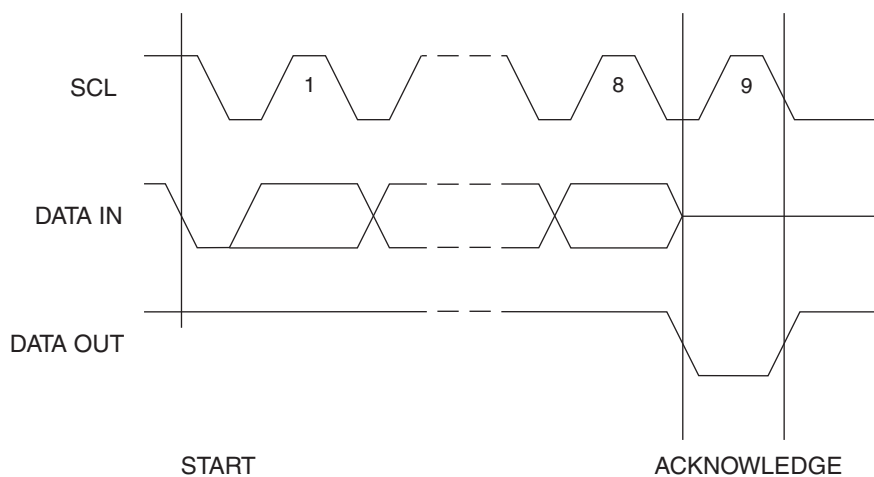 SCL
1
8
9
DATA IN
DATA OUT
START
ACKNOWLEDGE